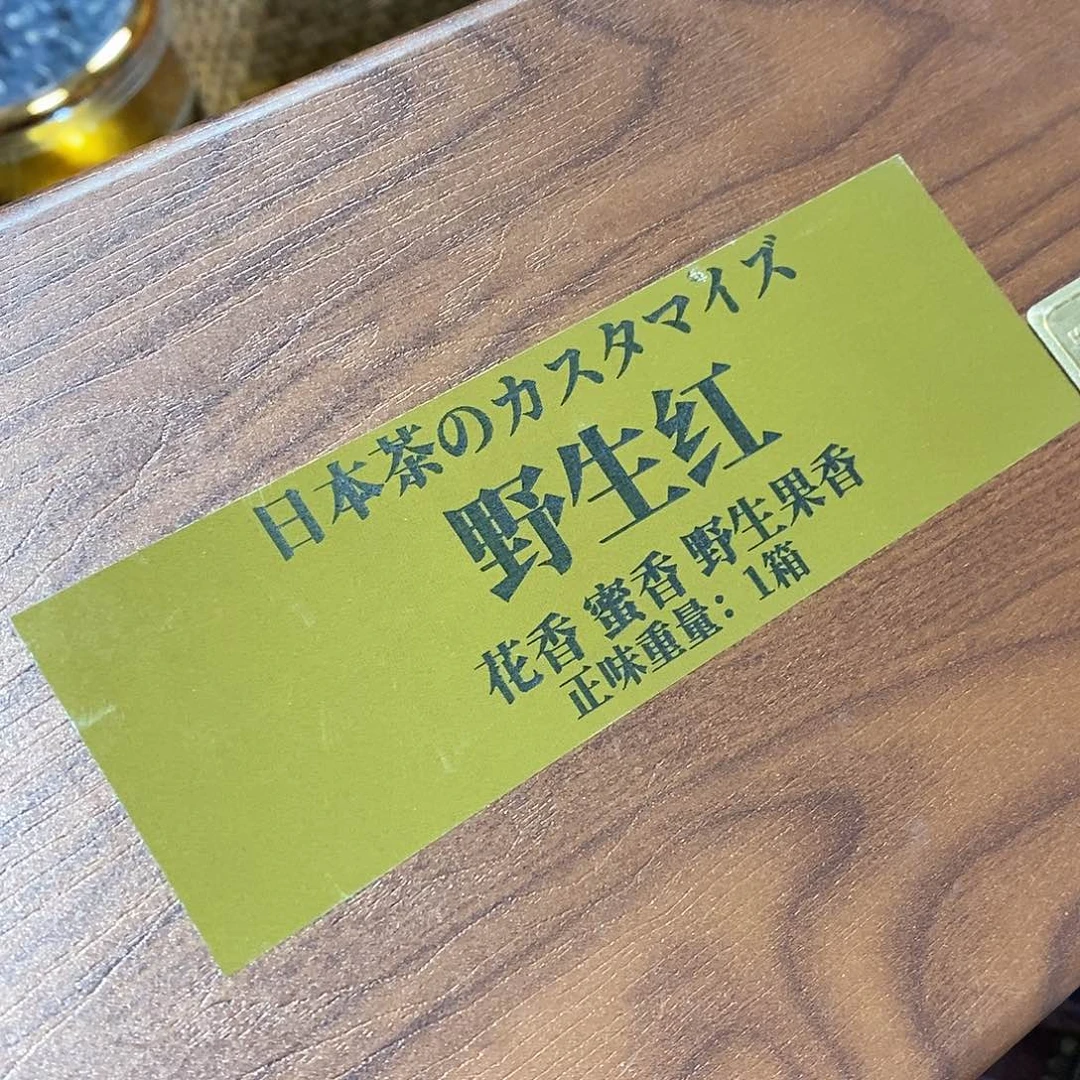 日本茶のカスタマイズ
野生红
花香 蜜香 野生果香
正味重量：1箱